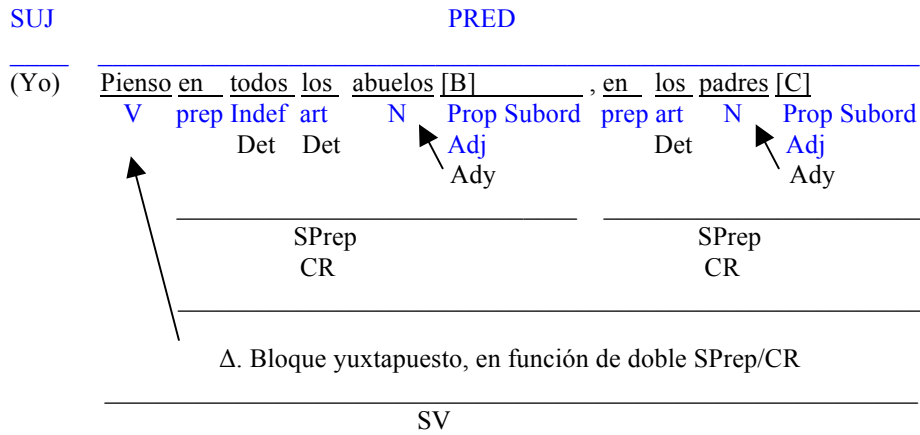 SUJ PRED
(Yo) Pienso en todos los abuelos [B] , en los padres [C]
V prep Indef art N Prop Subord prep art N Prop Subord
Det Det Adj Det Adj
Ady Ady
SPrep SPrep
CR CR
Δ. Bloque yuxtapuesto, en función de doble SPrep/CR
SV